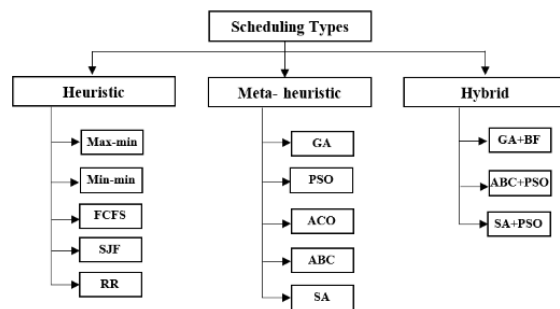 Scheduling Types
Heuristic
Meta- heuristic
Hybrid
Max-min
Min-min
FCFS
SJF
RR
GA
PSO
ACO
ABC
SA
GA+BF
ABC+PSO
SA+PSO